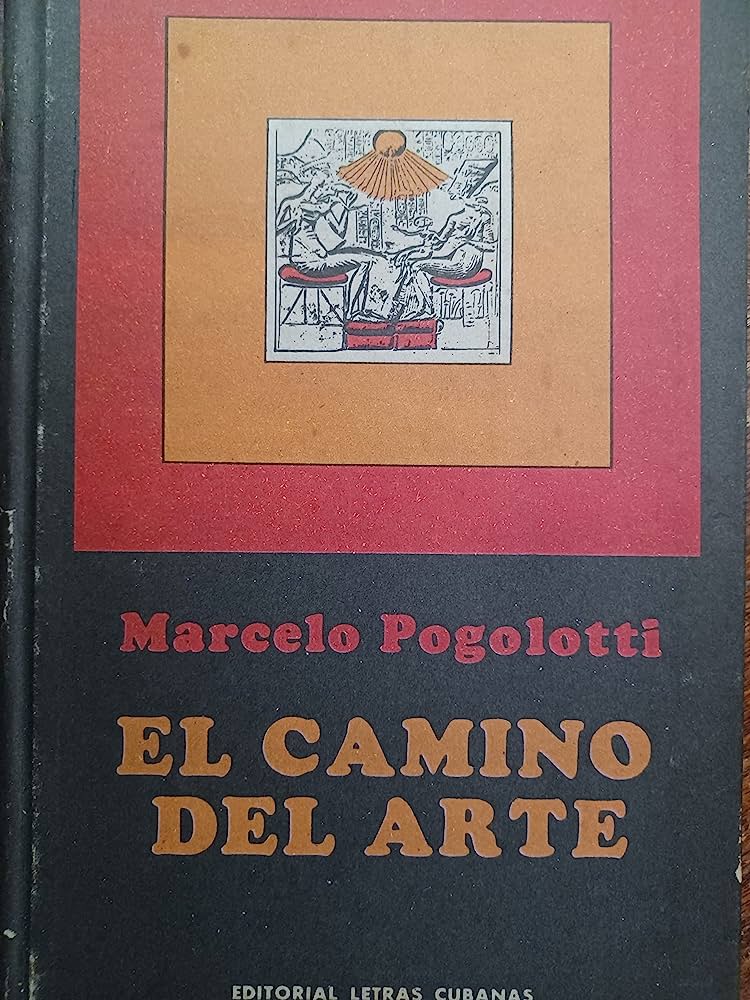 Marcelo Pogolotti
EL CAMINO
DEL ARTE
EDITORIAL LETRAS CUBANAS